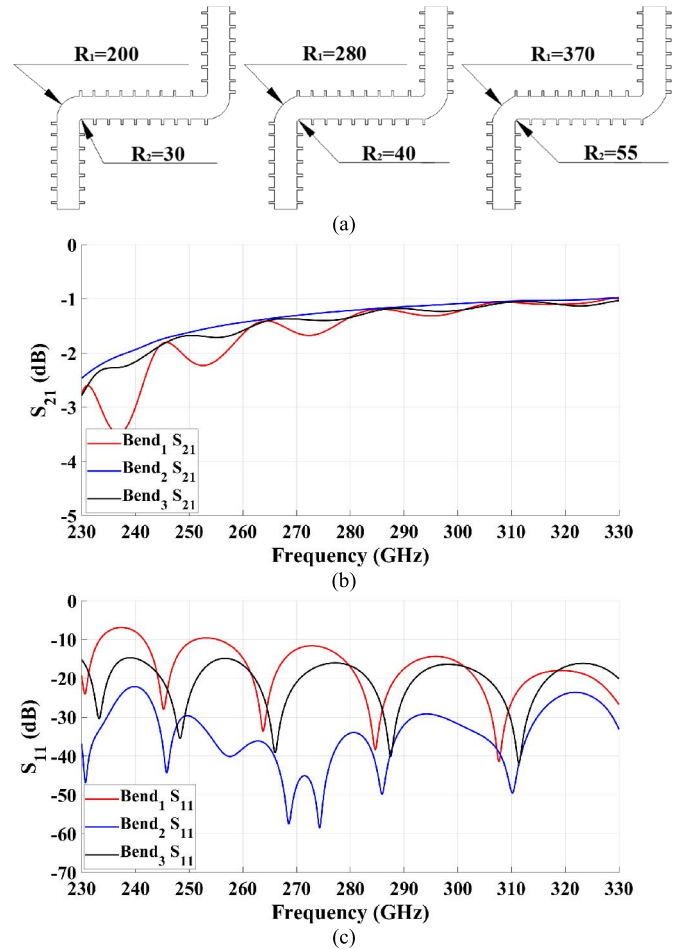 R1=200 R1=280 R1=370
R2=30 R2=40 R2=55
(a)
0
-1
-2
-3
-4
-5
S21 (dB)
Bend1 S21
Bend2 S21
Bend3 S21
230 240 250 260 270 280 290 300 310 320 330
Frequency (GHz)
(b)
0
-10
-20
-30
-40
-50
-60
-70
S11 (dB)
Bend1 S11
Bend2 S11
Bend3 S11
230 240 250 260 270 280 290 300 310 320 330
Frequency (GHz)
(c)